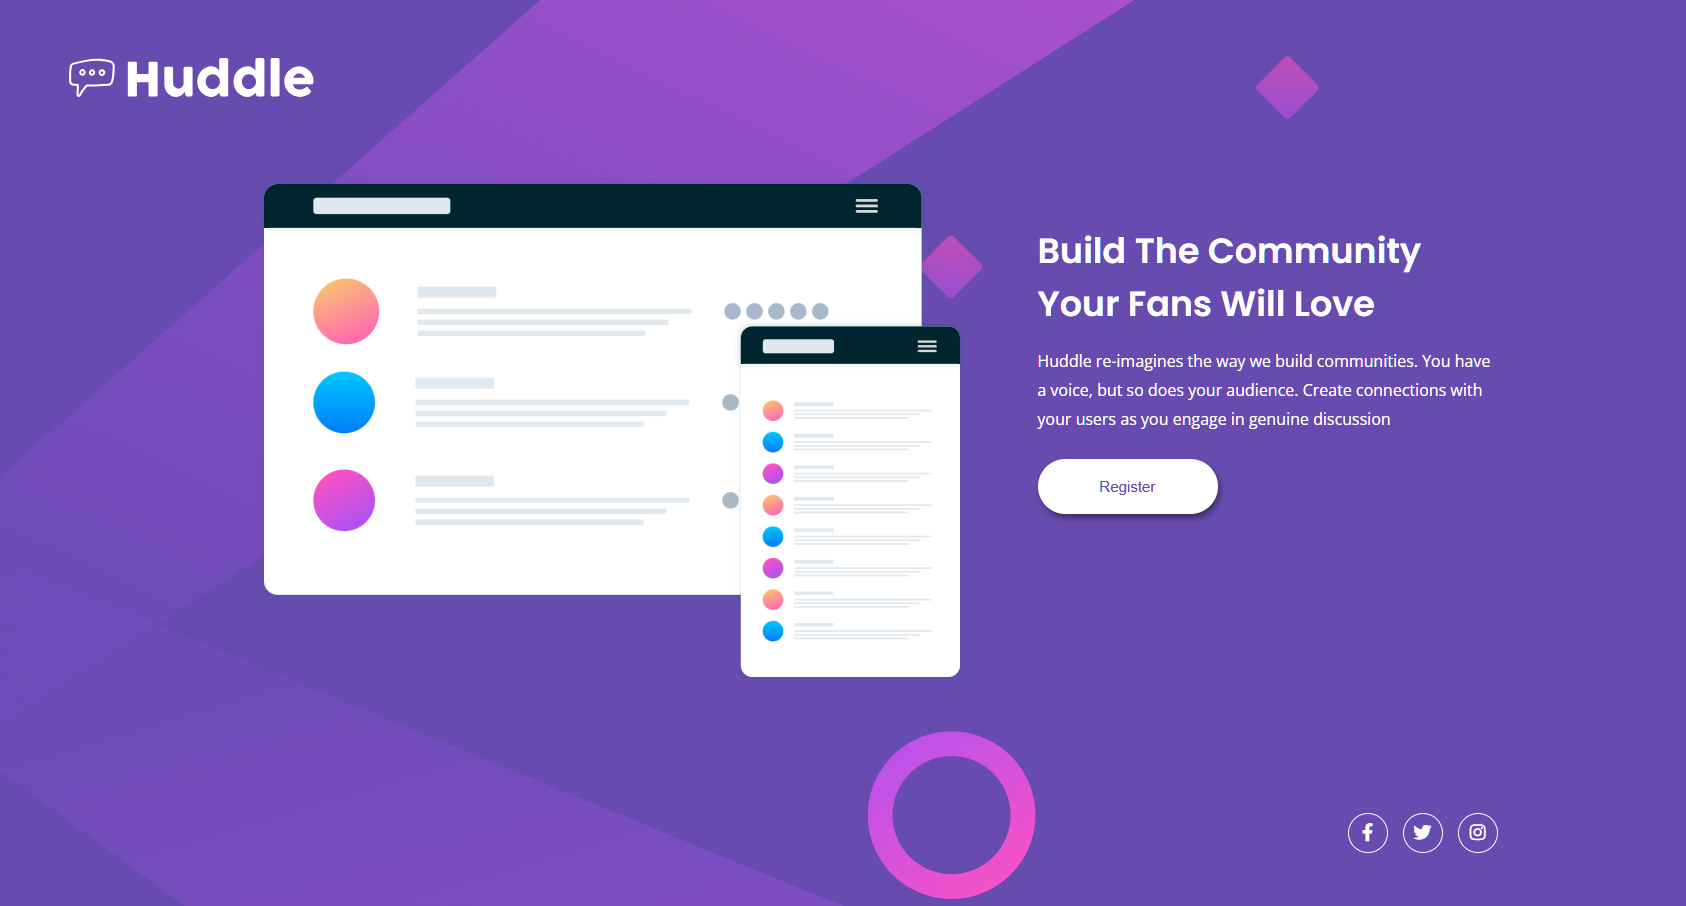 Huddle
Build The Community
Your Fans Will Love
Huddle re-imagines the way we build communities. You have
a voice, but so does your audience. Create connections with
your users as you engage in genuine discussion
Register